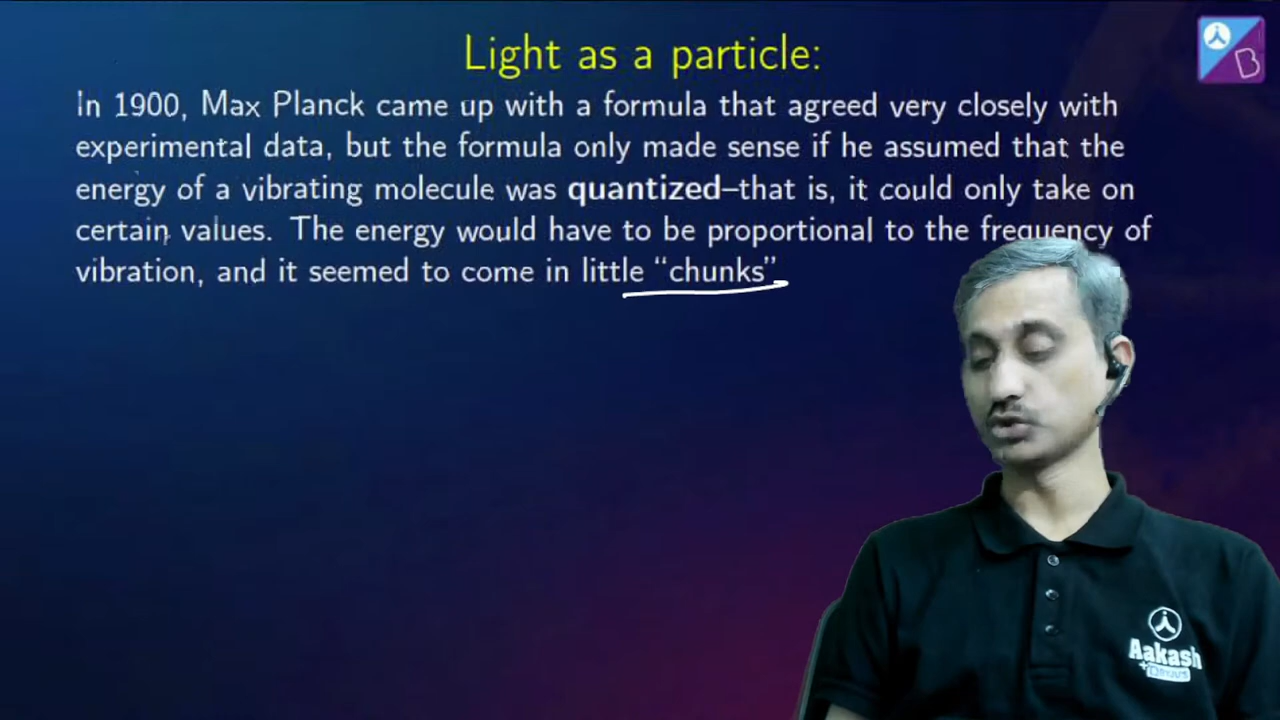 Light as a particle:
In 1900, Max Planck came up with a formula that agreed very closely with
experimental data, but the formula only made sense if he assumed that the
energy of a vibrating molecule was quantized–that is, it could only take on
certain values. The energy would have to be proportional to the frequency of
vibration, and it seemed to come in little “chunks”
B
Aakash
+BYJU'S